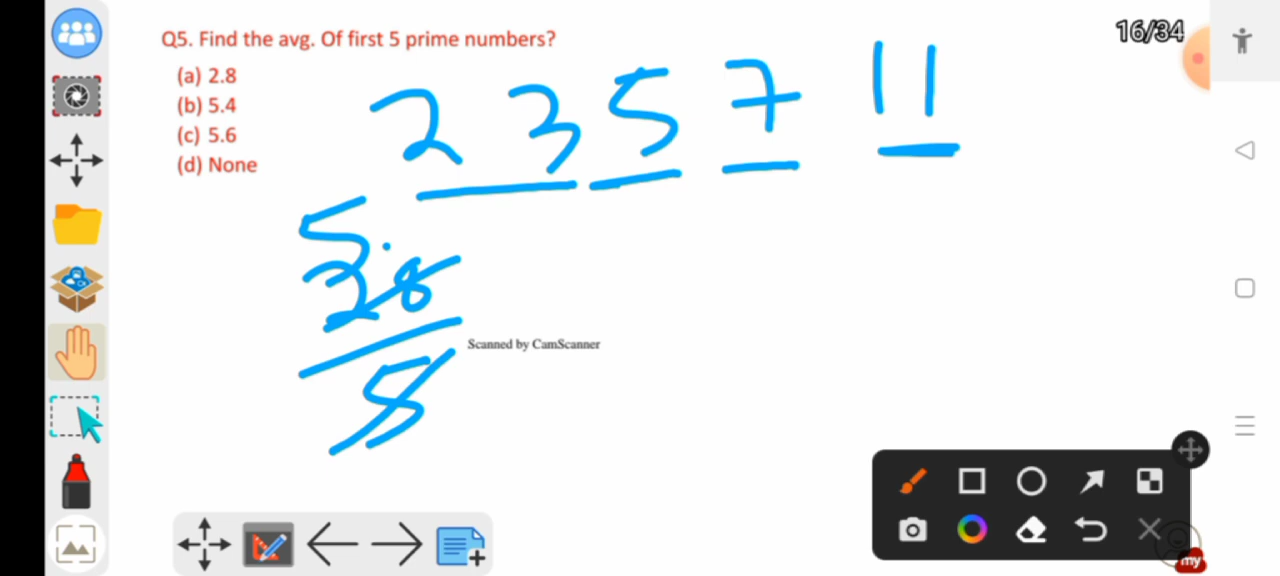 16/34
Q5. Find the avg. Of first 5 prime numbers?
(a) 2.8
(b) 5.4
(c) 5.6
(d) None
2 3 5 7 11
5.
28
5
Scanned by CamScanner
my